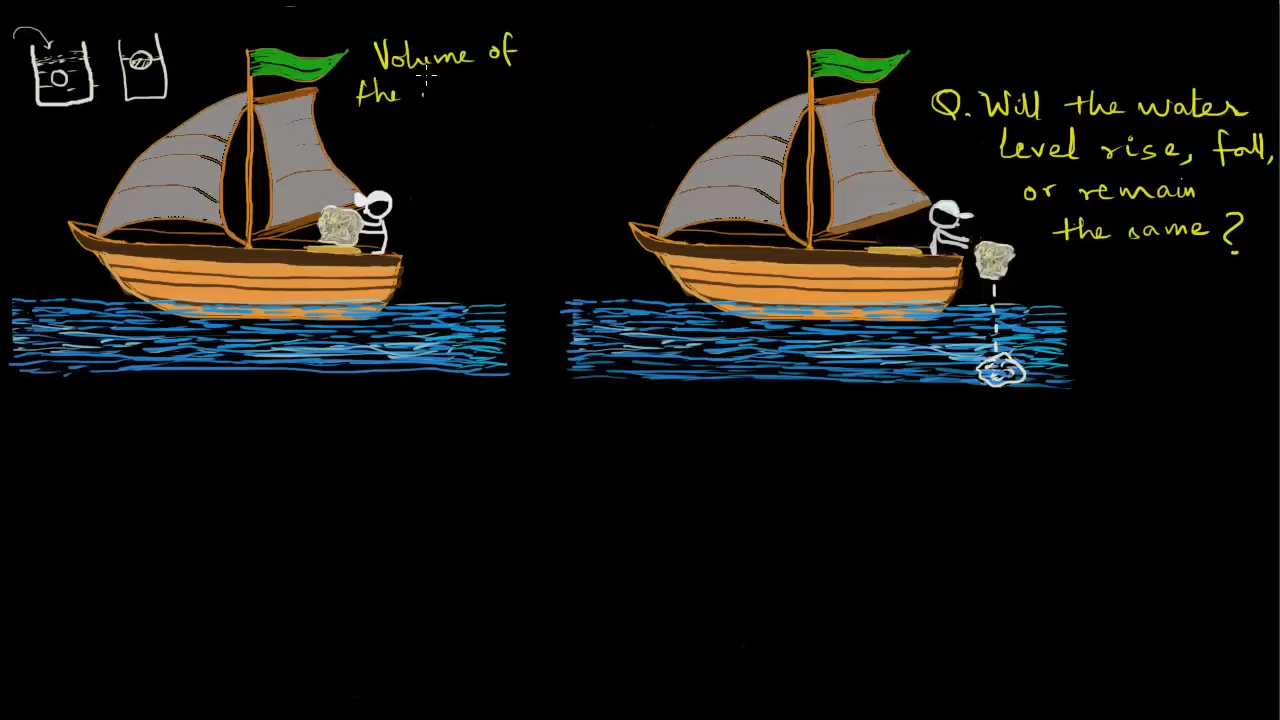 Volume of
the
Q. Will the water
level rise, fall,
or remain
the same?